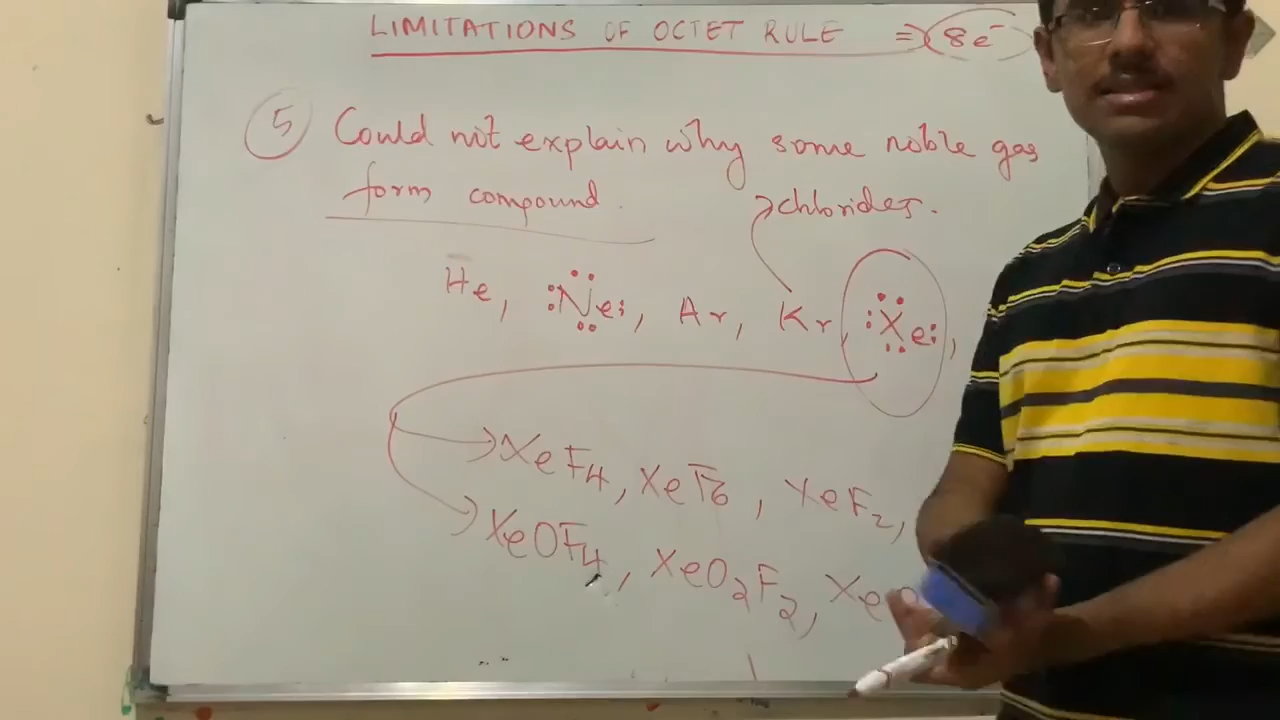 LIMITATIONS OF OCTET RULE ⇒ 8e⁻
5 Could not explain why some noble gas
form compound. → chlorides.
He, Ne, Ar, Kr, Xe,
XeF4, XeF6, XeF2,
XeOF4, XeO2F2, Xe